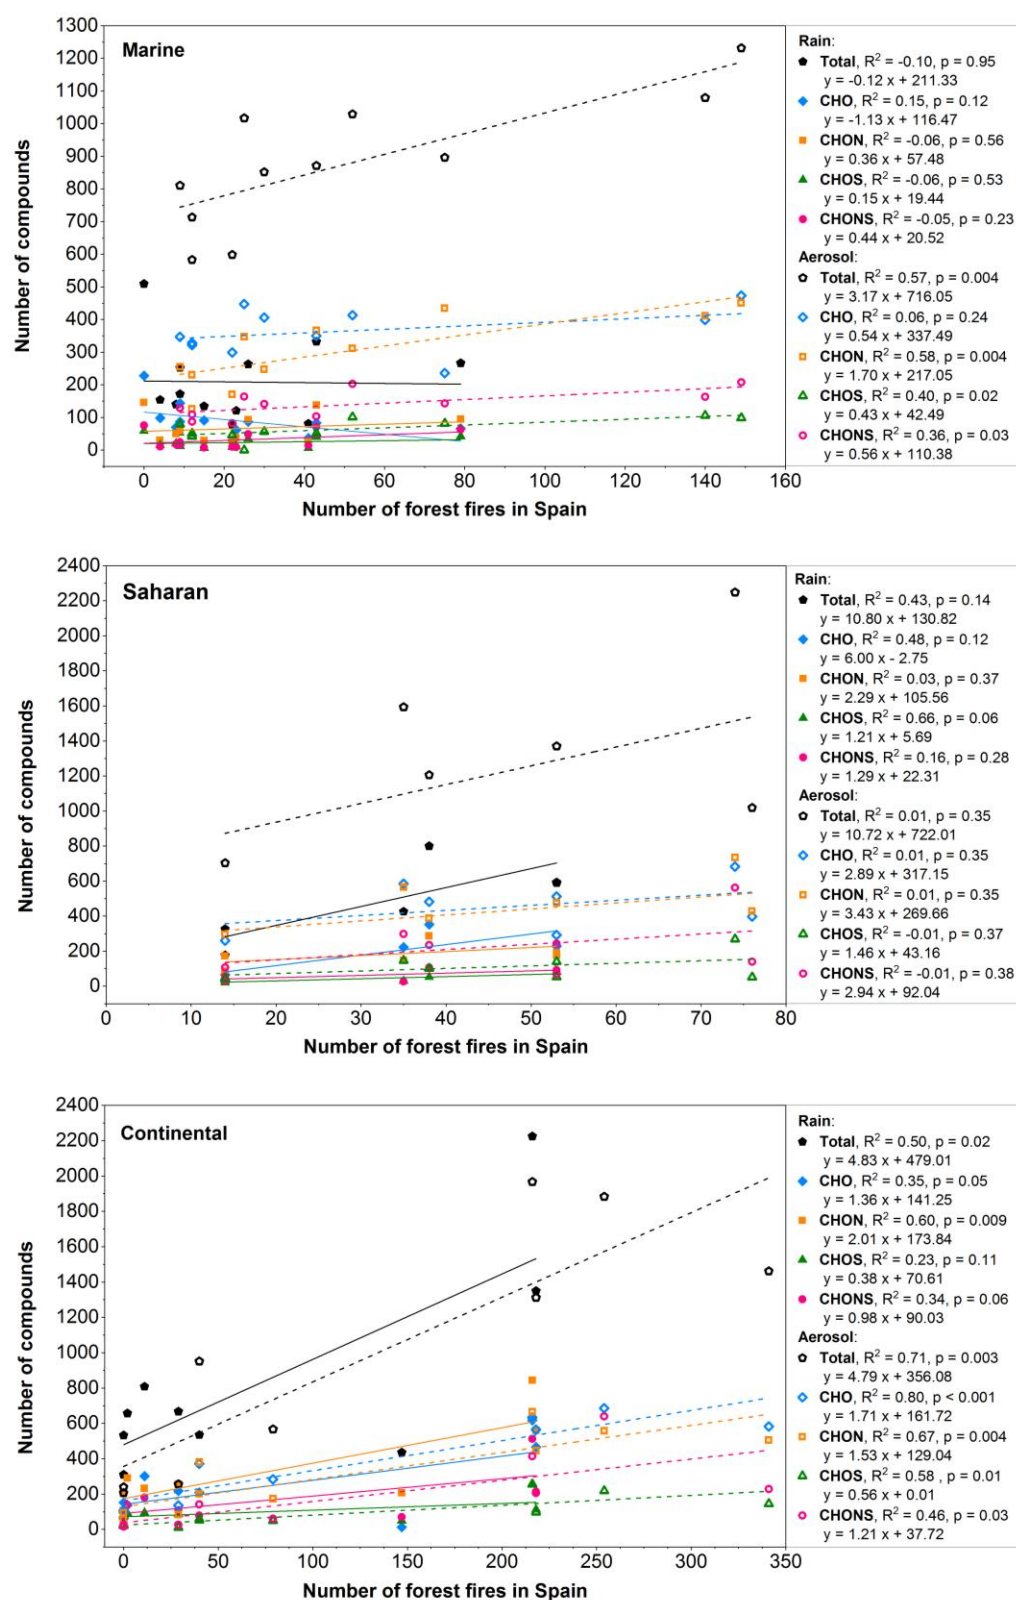 Marine
Number of compounds
1300
1200
1100
1000
900
800
700
600
500
400
300
200
100
0
0 20 40 60 80 100 120 140 160
Number of forest fires in Spain
Rain:
Total, R² = -0.10, p = 0.95
y = -0.12 x + 211.33
CHO, R² = 0.15, p = 0.12
y = -1.13 x + 116.47
CHON, R² = -0.06, p = 0.56
y = 0.36 x + 57.48
CHOS, R² = -0.06, p = 0.53
y = 0.15 x + 19.44
CHONS, R² = -0.05, p = 0.23
y = 0.44 x + 20.52
Aerosol:
Total, R² = 0.57, p = 0.004
y = 3.17 x + 716.05
CHO, R² = 0.06, p = 0.24
y = 0.54 x + 337.49
CHON, R² = 0.58, p = 0.004
y = 1.70 x + 217.05
CHOS, R² = 0.40, p = 0.02
y = 0.43 x + 42.49
CHONS, R² = 0.36, p = 0.03
y = 0.56 x + 110.38
Saharan
Number of compounds
2400
2200
2000
1800
1600
1400
1200
1000
800
600
400
200
0
0 10 20 30 40 50 60 70 80
Number of forest fires in Spain
Rain:
Total, R² = 0.43, p = 0.14
y = 10.80 x + 130.82
CHO, R² = 0.48, p = 0.12
y = 6.00 x - 2.75
CHON, R² = 0.03, p = 0.37
y = 2.29 x + 105.56
CHOS, R² = 0.66, p = 0.06
y = 1.21 x + 5.69
CHONS, R² = 0.16, p = 0.28
y = 1.29 x + 22.31
Aerosol:
Total, R² = 0.01, p = 0.35
y = 10.72 x + 722.01
CHO, R² = 0.01, p = 0.35
y = 2.89 x + 317.15
CHON, R² = 0.01, p = 0.35
y = 3.43 x + 269.66
CHOS, R² = -0.01, p = 0.37
y = 1.46 x + 43.16
CHONS, R² = -0.01, p = 0.38
y = 2.94 x + 92.04
Continental
Number of compounds
2400
2200
2000
1800
1600
1400
1200
1000
800
600
400
200
0
0 50 100 150 200 250 300 350
Number of forest fires in Spain
Rain:
Total, R² = 0.50, p = 0.02
y = 4.83 x + 479.01
CHO, R² = 0.35, p = 0.05
y = 1.36 x + 141.25
CHON, R² = 0.60, p = 0.009
y = 2.01 x + 173.84
CHOS, R² = 0.23, p = 0.11
y = 0.38 x + 70.61
CHONS, R² = 0.34, p = 0.06
y = 0.98 x + 90.03
Aerosol:
Total, R² = 0.71, p = 0.003
y = 4.79 x + 356.08
CHO, R² = 0.80, p < 0.001
y = 1.71 x + 161.72
CHON, R² = 0.67, p = 0.004
y = 1.53 x + 129.04
CHOS, R² = 0.58, p = 0.01
y = 0.56 x + 0.01
CHONS, R² = 0.46, p = 0.03
y = 1.21 x + 37.72